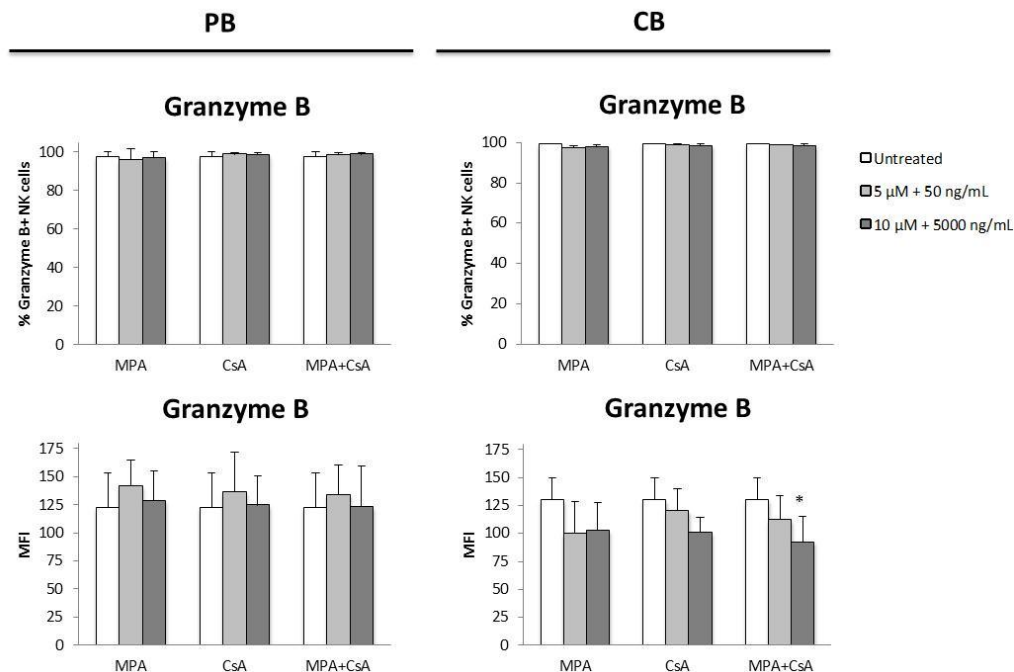 PB
CB
Granzyme B
% Granzyme B+ NK cells
100
80
60
40
20
0
MPA
CsA
MPA+CsA
Granzyme B
% Granzyme B+ NK cells
100
80
60
40
20
0
MPA
CsA
MPA+CsA
Untreated
5 µM + 50 ng/mL
10 µM + 5000 ng/mL
Granzyme B
MFI
175
150
125
100
75
50
25
0
MPA
CsA
MPA+CsA
Granzyme B
MFI
175
150
125
100
75
50
25
0
*
MPA
CsA
MPA+CsA